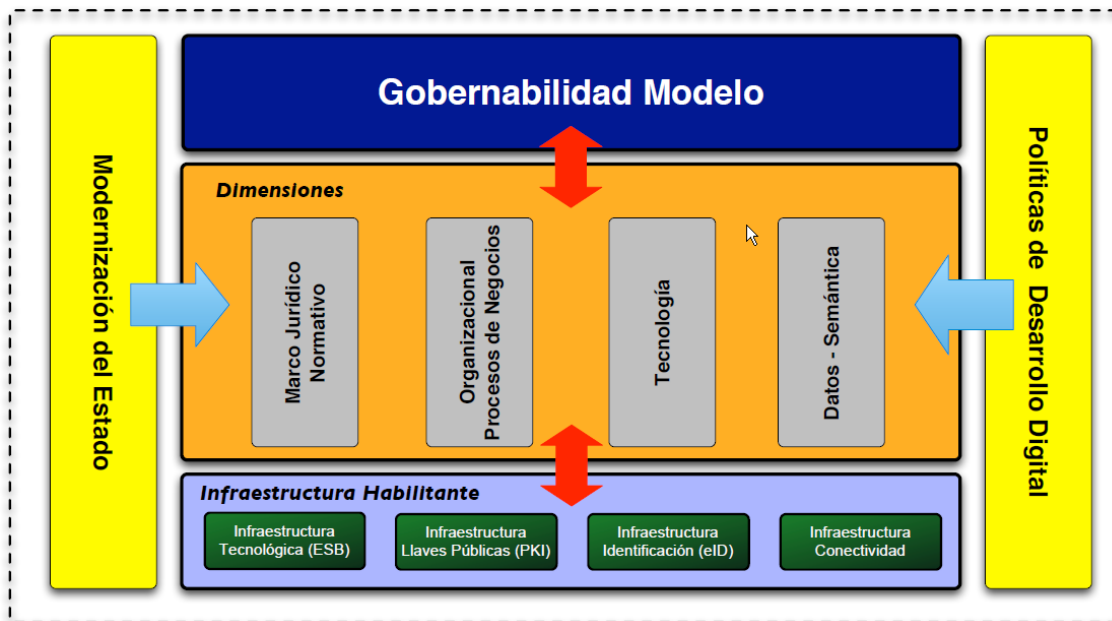 Gobernabilidad Modelo
Modernización del Estado
Dimensiones
Marco Jurídico
Normativo
Organizacional
Procesos de Negocios
Tecnología
Datos - Semántica
Políticas de Desarrollo Digital
Infraestructura Habilitante
Infraestructura
Tecnológica (ESB)
Infraestructura
Llaves Públicas (PKI)
Infraestructura
Identificación (eID)
Infraestructura
Conectividad